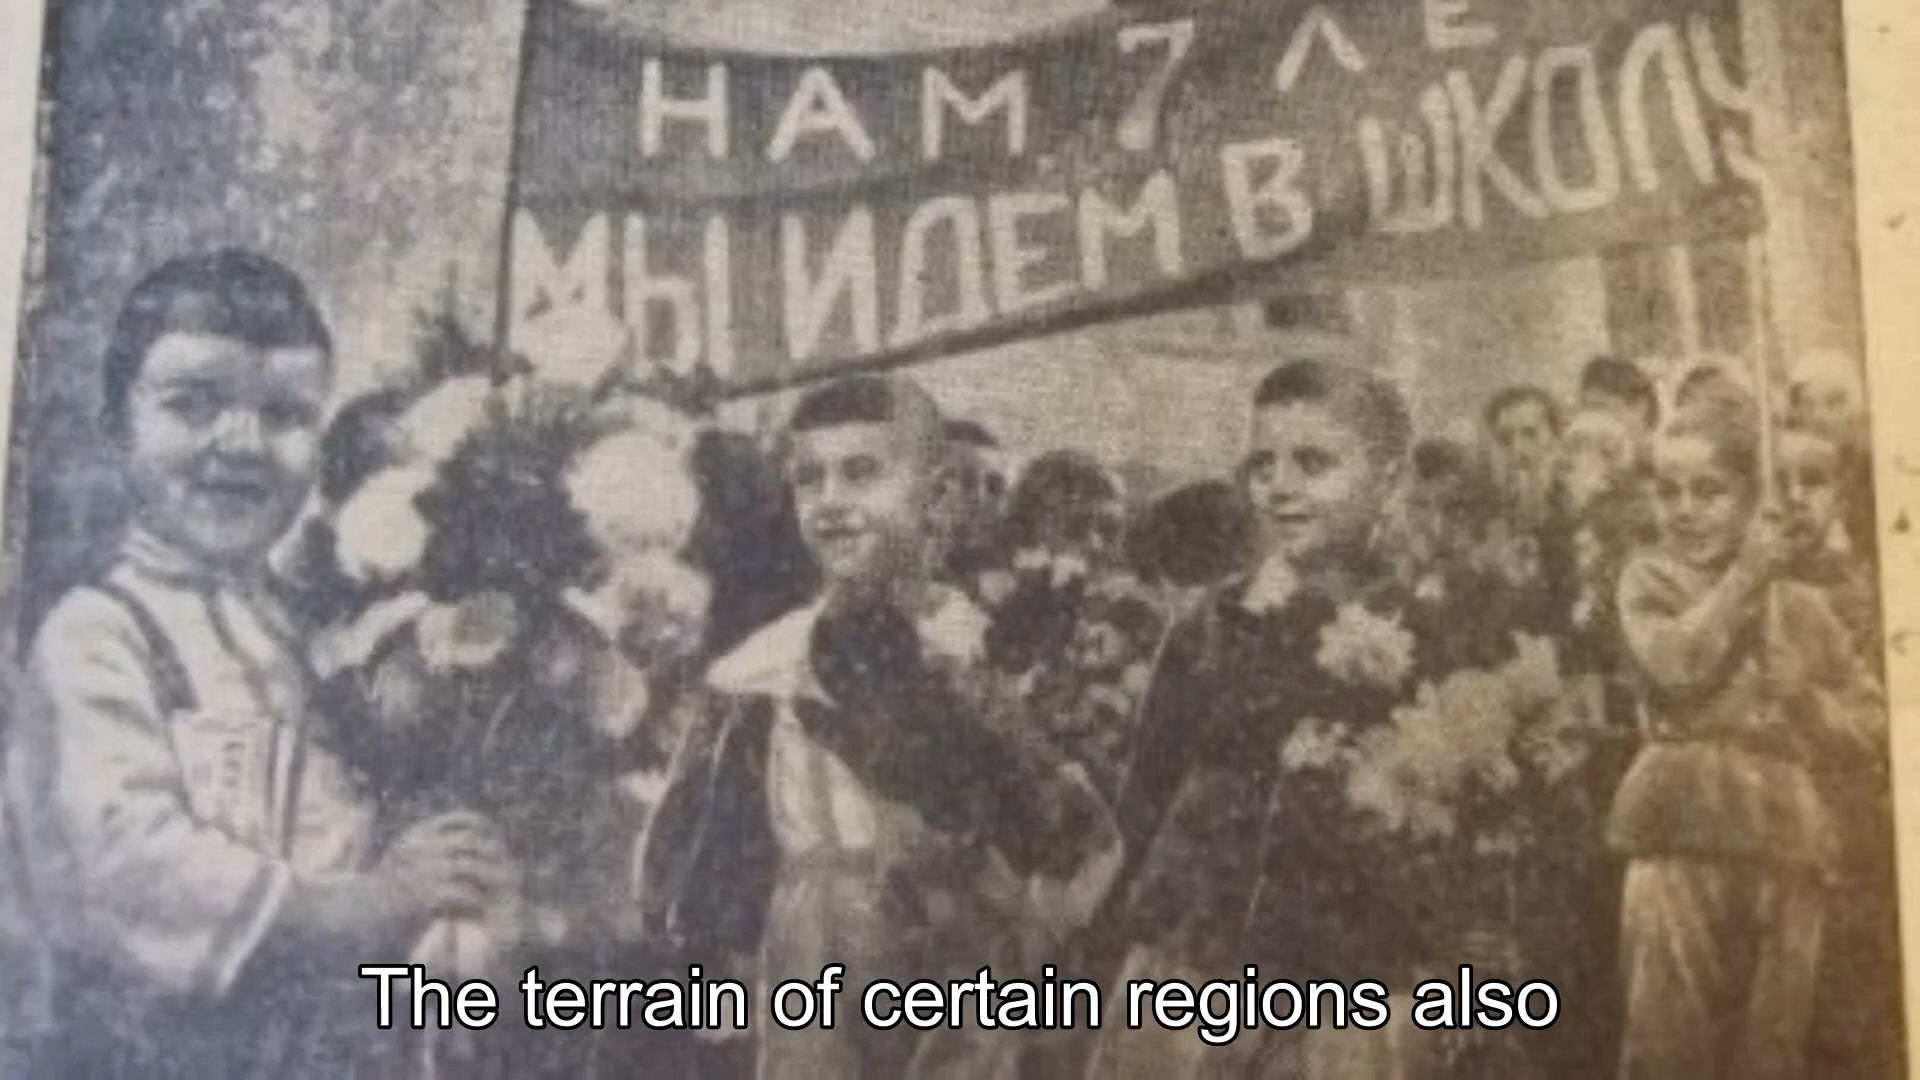 НАМ 7 ЛЕ
МЫ ИДЕМ В ШКОЛУ
The terrain of certain regions also